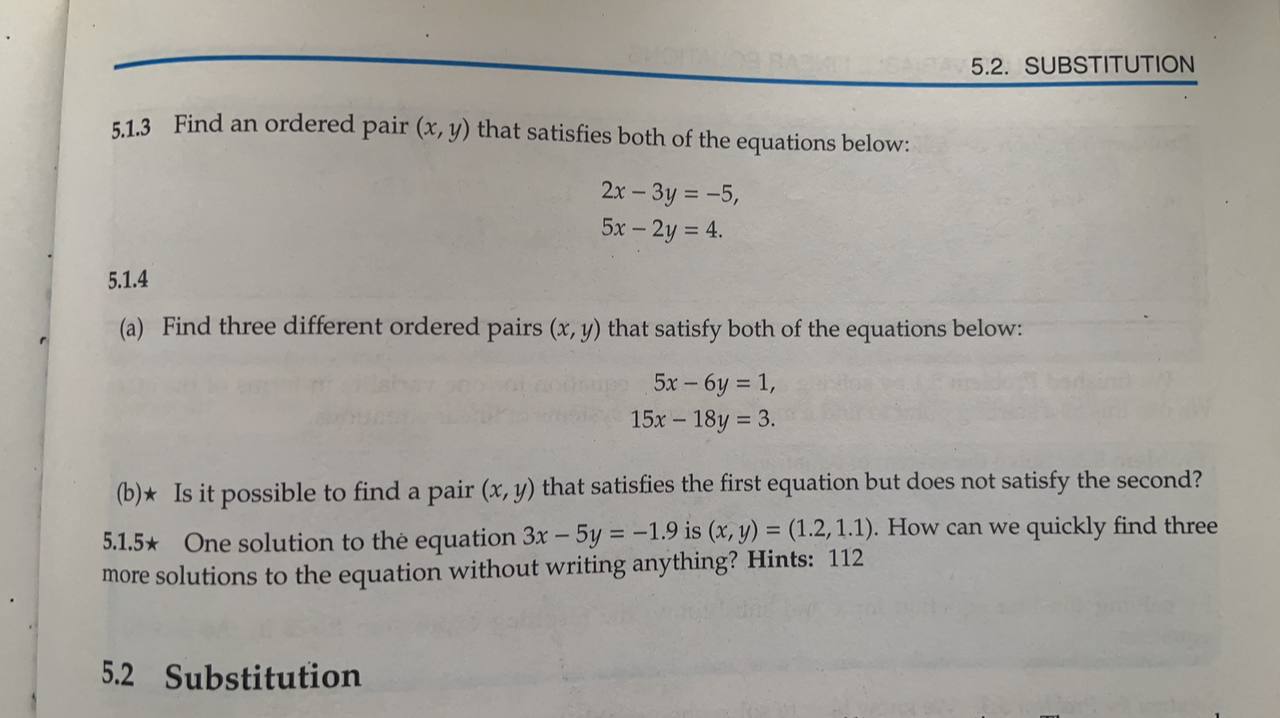 5.2. SUBSTITUTION
5.1.3 Find an ordered pair (x, y) that satisfies both of the equations below:
2x − 3y = −5,
5x − 2y = 4.
5.1.4
(a) Find three different ordered pairs (x, y) that satisfy both of the equations below:
5x − 6y = 1,
15x − 18y = 3.
(b)★ Is it possible to find a pair (x, y) that satisfies the first equation but does not satisfy the second?
5.1.5★ One solution to the equation 3x − 5y = −1.9 is (x, y) = (1.2, 1.1). How can we quickly find three
more solutions to the equation without writing anything? Hints: 112
5.2 Substitution